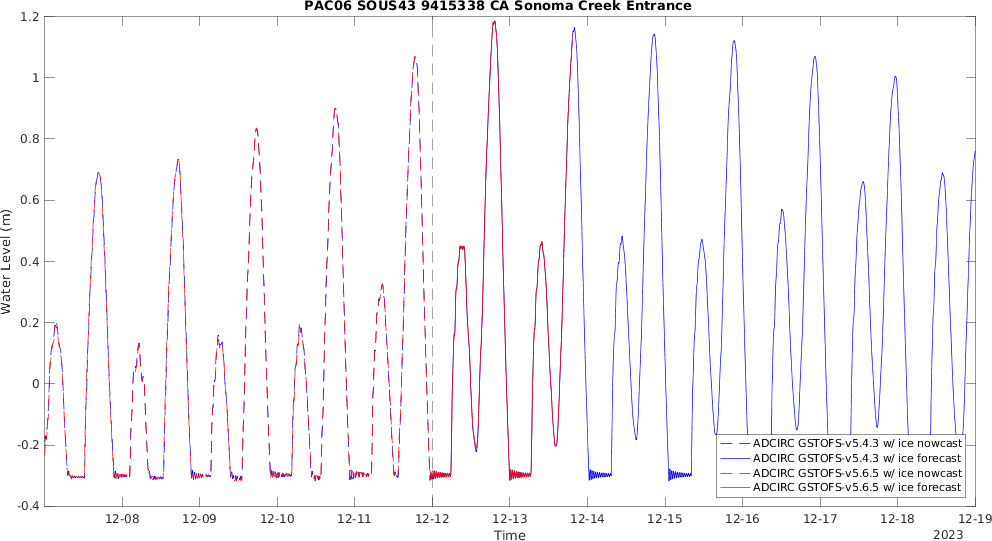 PAC06 SOUS43 9415338 CA Sonoma Creek Entrance
1.2
1
0.8
0.6
0.4
0.2
0
-0.2
-0.4
Water Level (m)
ADCIRC GSTOFS-v5.4.3 w/ ice nowcast
ADCIRC GSTOFS-v5.4.3 w/ ice forecast
ADCIRC GSTOFS-v5.6.5 w/ ice nowcast
ADCIRC GSTOFS-v5.6.5 w/ ice forecast
12-08 12-09 12-10 12-11 12-12 12-13 12-14 12-15 12-16 12-17 12-18 12-19
Time
2023